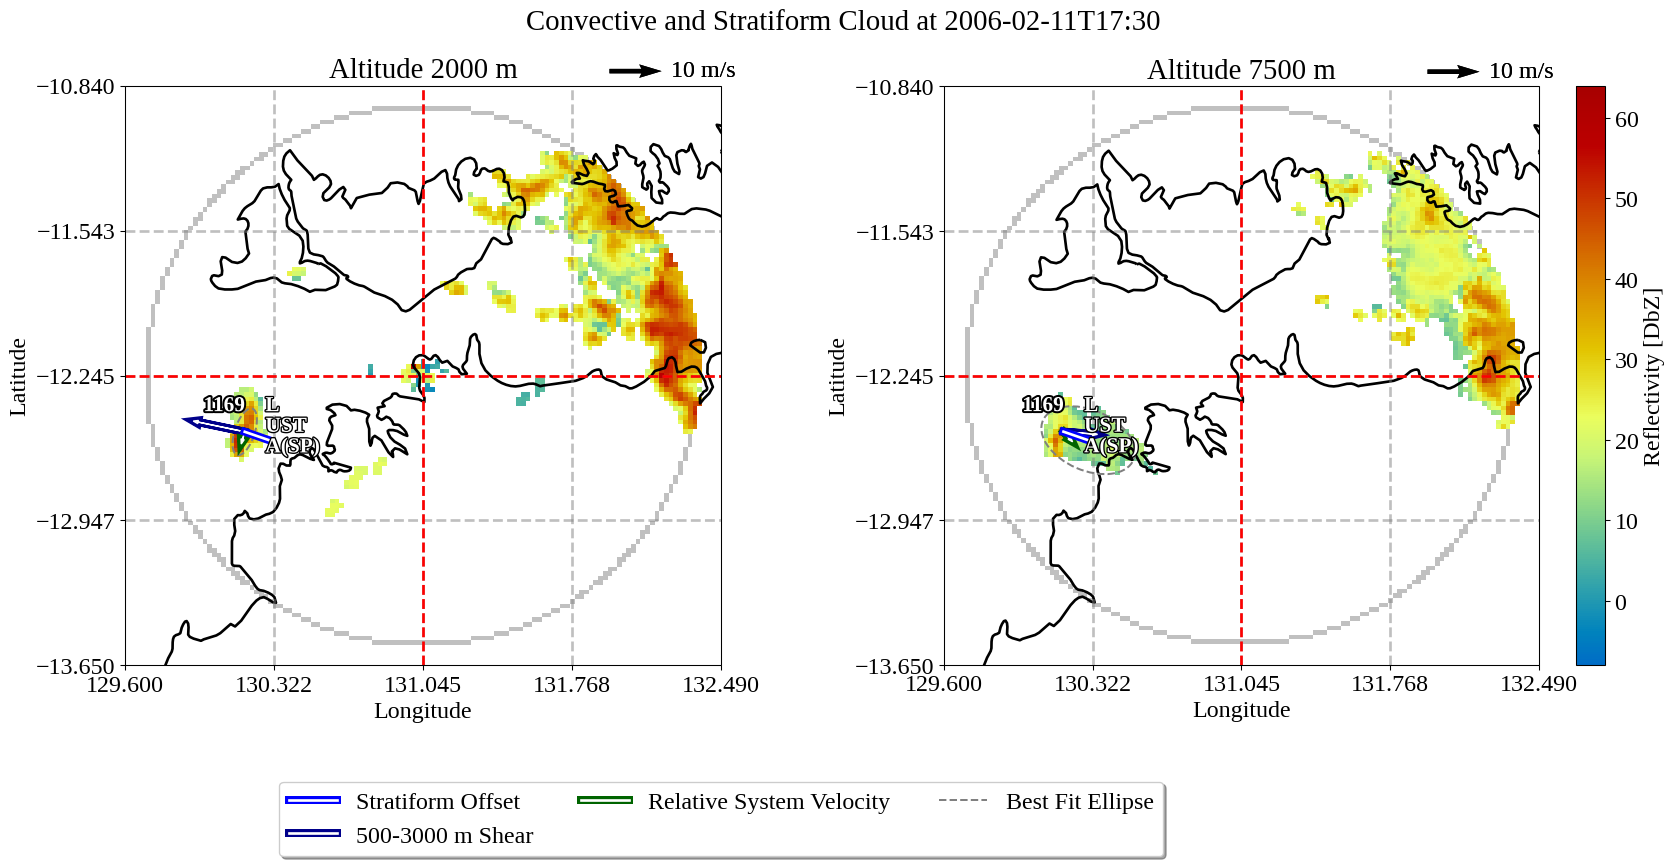 Convective and Stratiform Cloud at 2006-02-11T17:30
Altitude 2000 m
10 m/s
−10.840
−11.543
−12.245
−12.947
−13.650
129.600
130.322
131.045
131.768
132.490
Latitude
Longitude
1169
L
UST
A(SP)
Altitude 7500 m
10 m/s
−10.840
−11.543
−12.245
−12.947
−13.650
129.600
130.322
131.045
131.768
132.490
Latitude
Longitude
1169
L
UST
A(SP)
60
50
40
30
20
10
0
Reflectivity [DbZ]
Stratiform Offset
500-3000 m Shear
Relative System Velocity
Best Fit Ellipse